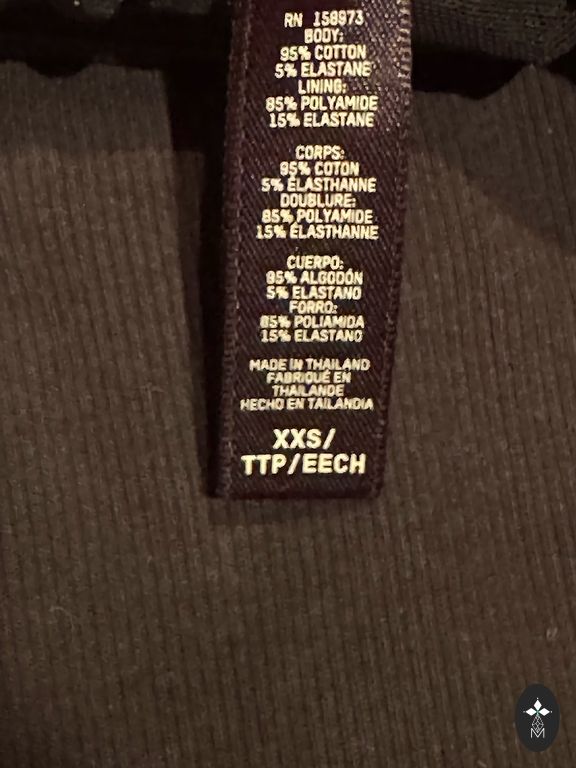 RN 158973
BODY:
95% COTTON
5% ELASTANE
LINING:
85% POLYAMIDE
15% ELASTANE
CORPS:
95% COTON
5% ÉLASTHANNE
DOUBLURE:
85% POLYAMIDE
15% ÉLASTHANNE
CUERPO:
95% ALGODÓN
5% ELASTANO
FORRO:
85% POLIAMIDA
15% ELASTANO
MADE IN THAILAND
FABRIQUÉ EN
THAÏLANDE
HECHO EN TAILANDIA
XXS/
TTP/EECH
M